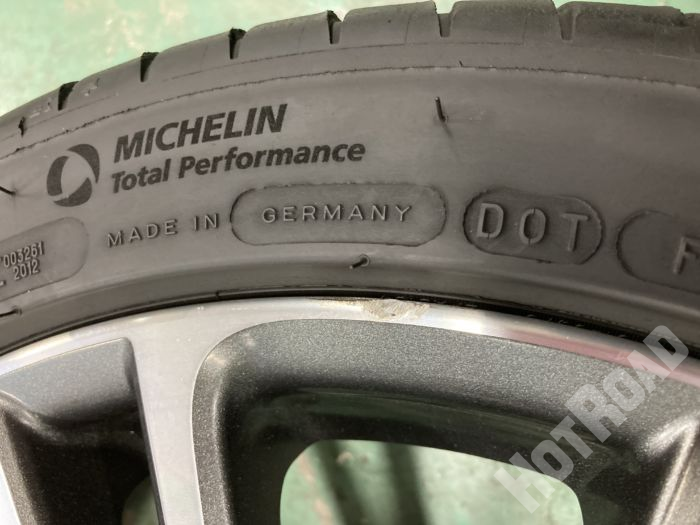 MICHELIN
Total Performance
MADE IN GERMANY DOT F
003261
2012
HOTROAD